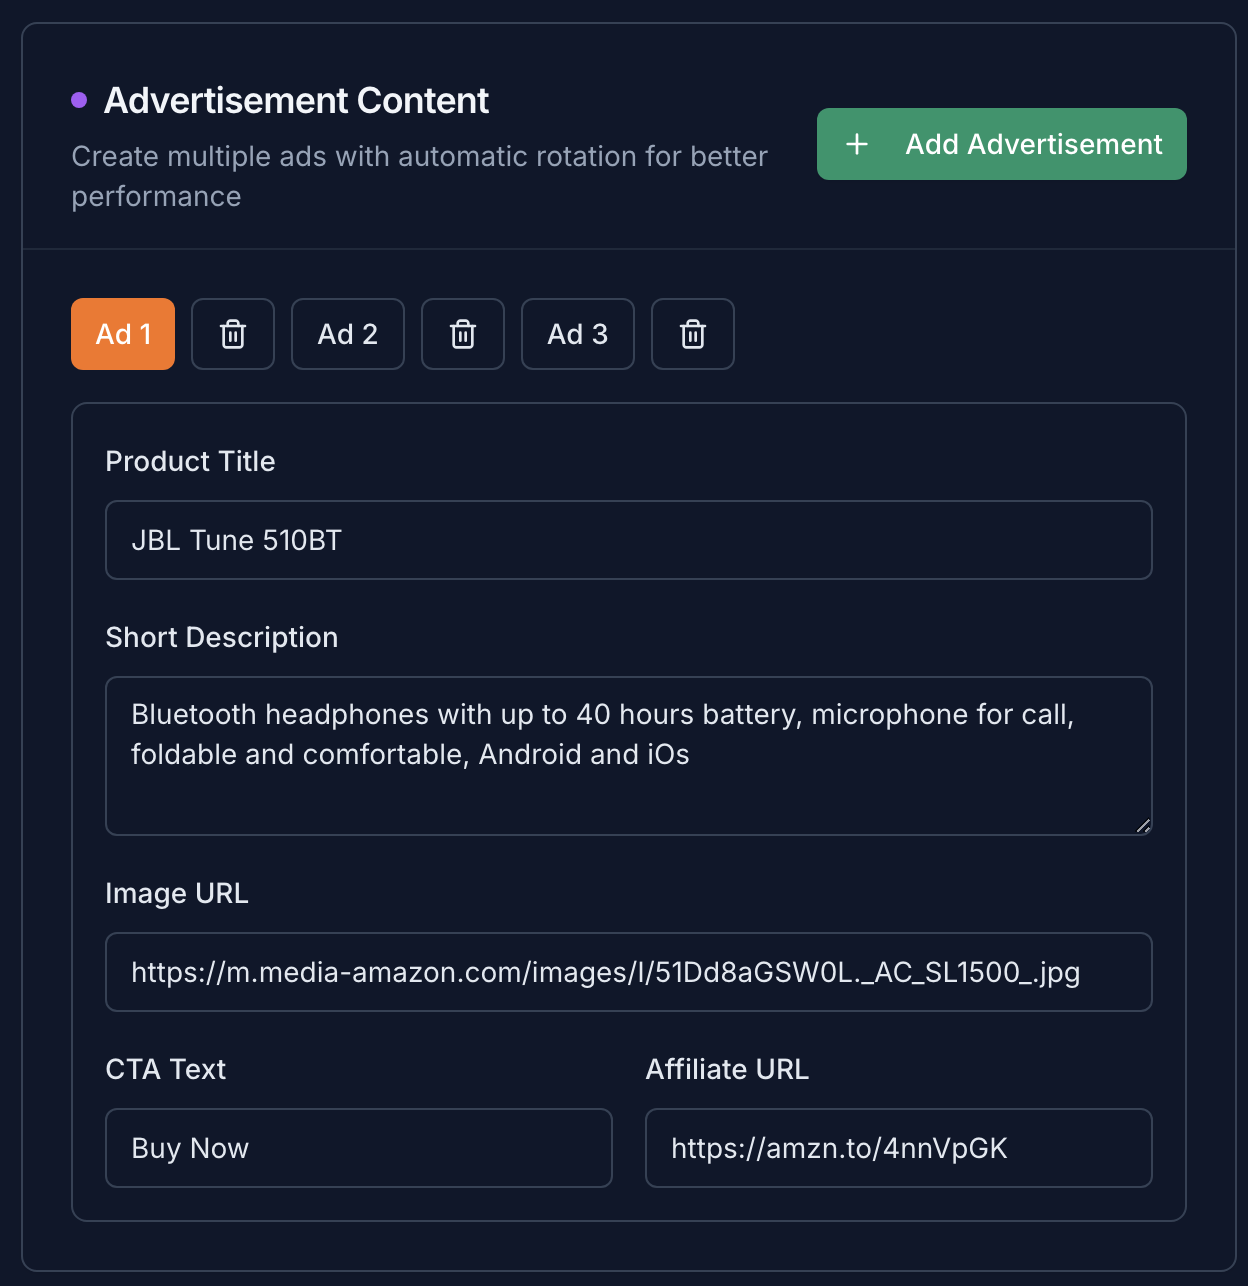 Advertisement Content
Create multiple ads with automatic rotation for better
performance
+ Add Advertisement
Ad 1 Ad 2 Ad 3
Product Title
JBL Tune 510BT
Short Description
Bluetooth headphones with up to 40 hours battery, microphone for call,
foldable and comfortable, Android and iOs
Image URL
https://m.media-amazon.com/images/I/51Dd8aGSW0L._AC_SL1500_.jpg
CTA Text Affiliate URL
Buy Now https://amzn.to/4nnVpGK